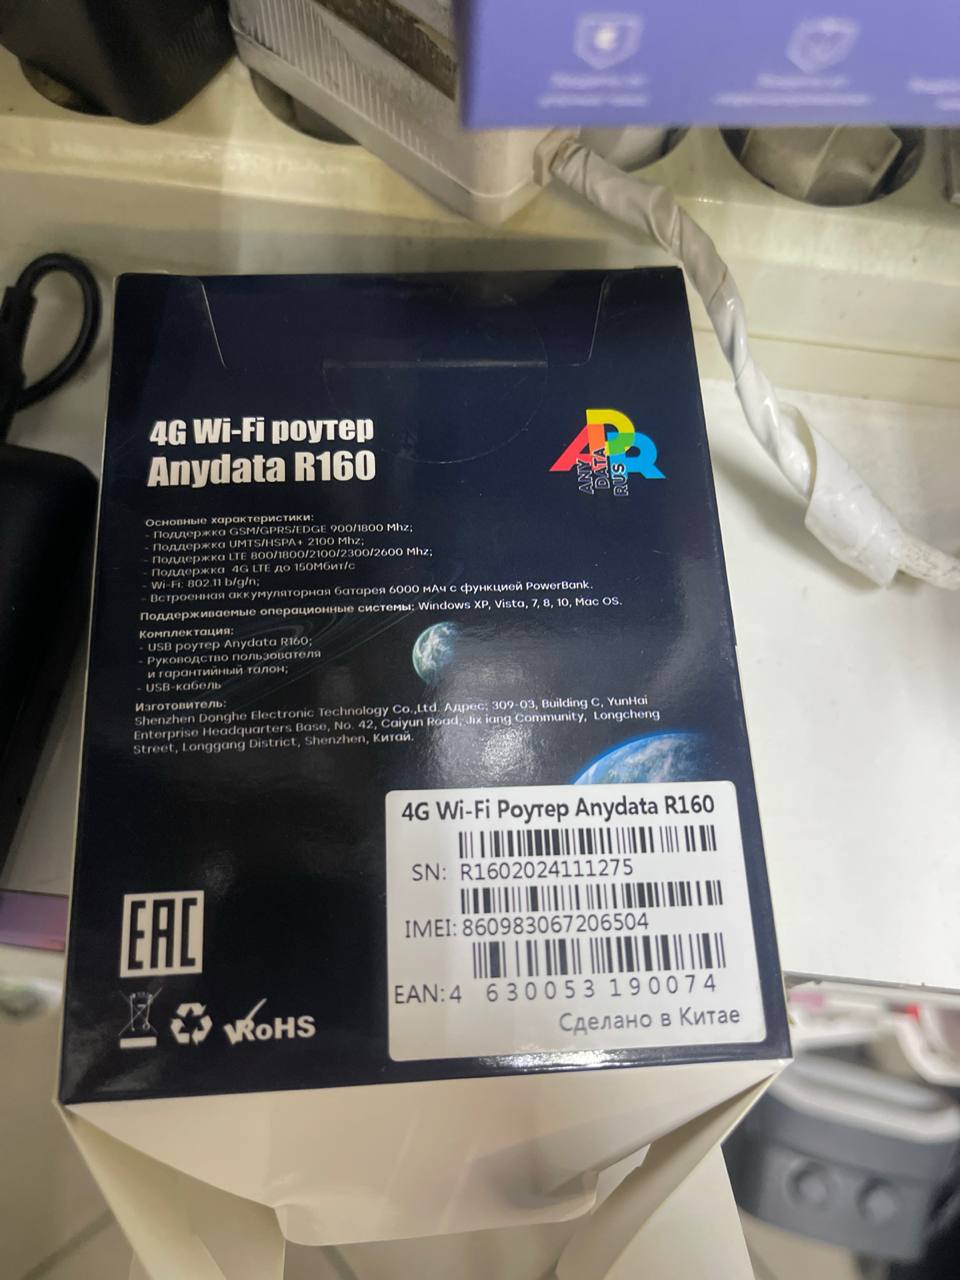 4G Wi-Fi роутер
Anydata R160
ANY
DATA
RUS
Основные характеристики:
- Поддержка GSM/GPRS/EDGE 900/1800 Mhz;
- Поддержка UMTS/HSPA+ 2100 Mhz;
- Поддержка LTE 800/1800/2100/2300/2600 Mhz;
- Поддержка 4G LTE до 150Мбит/с
- Wi-Fi: 802.11 b/g/n;
- Встроенная аккумуляторная батарея 6000 мАч с функцией PowerBank.
Поддерживаемые операционные системы: Windows XP, Vista, 7, 8, 10, Mac OS.
Комплектация:
- USB роутер Anydata R160;
- Руководство пользователя
и гарантийный талон;
- USB-кабель
Изготовитель:
Shenzhen Donghe Electronic Technology Co.,Ltd. Адрес: 309-03, Building C, YunHai
Enterprise Headquarters Base, No. 42, Caiyun Road, Jix iang Community, Longcheng
Street, Longgang District, Shenzhen, Китай.
4G Wi-Fi Роутер Anydata R160
SN: R1602024111275
IMEI: 860983067206504
EAN: 4 630053 190074
Сделано в Китае
EAC
RoHS